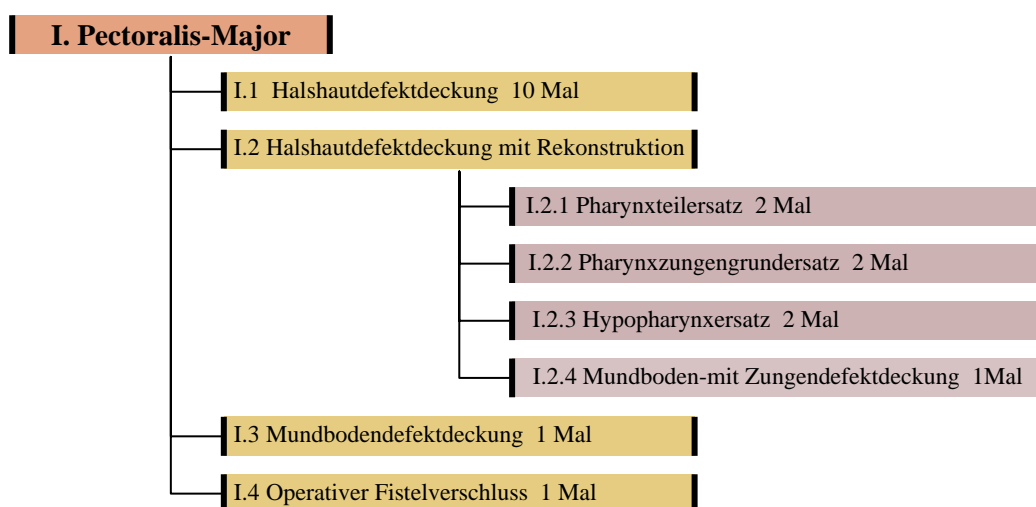 I. Pectoralis-Major
I.1 Halshautdefektdeckung 10 Mal
I.2 Halshautdefektdeckung mit Rekonstruktion
I.2.1 Pharynxteilersatz 2 Mal
I.2.2 Pharynxzungengrundersatz 2 Mal
I.2.3 Hypopharynxersatz 2 Mal
I.2.4 Mundboden-mit Zungendefektdeckung 1Mal
I.3 Mundbodendefektdeckung 1 Mal
I.4 Operativer Fistelverschluss 1 Mal